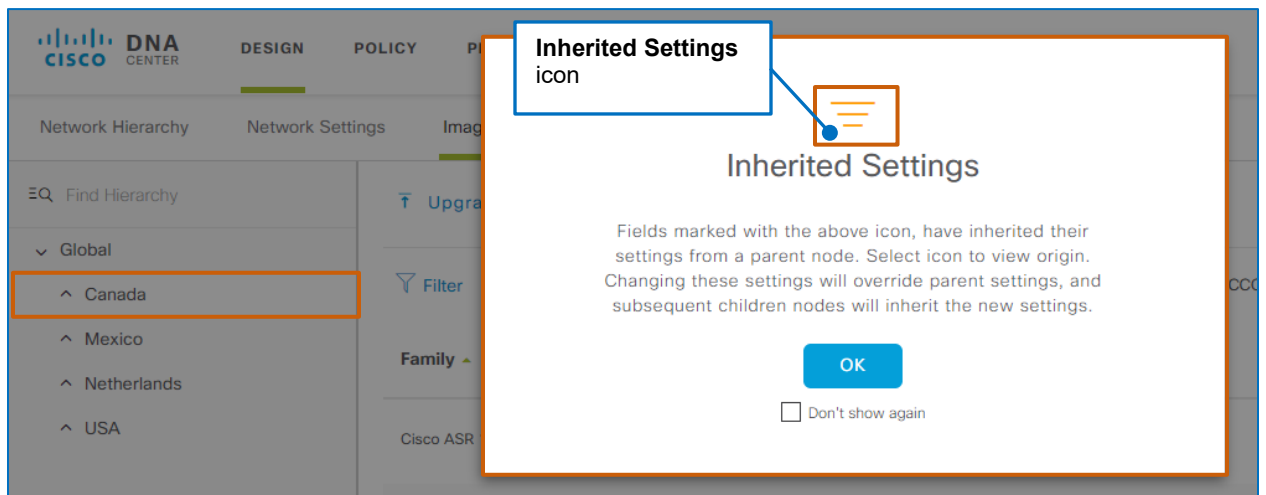 CISCO
DNA
CENTER
DESIGN
POLICY
Inherited Settings
icon
Network Hierarchy
Network Settings
Find Hierarchy
Global
Canada
Mexico
Netherlands
USA
Filter
Family
Cisco ASR
Inherited Settings
Fields marked with the above icon, have inherited their
settings from a parent node. Select icon to view origin.
Changing these settings will override parent settings, and
subsequent children nodes will inherit the new settings.
OK
Don't show again